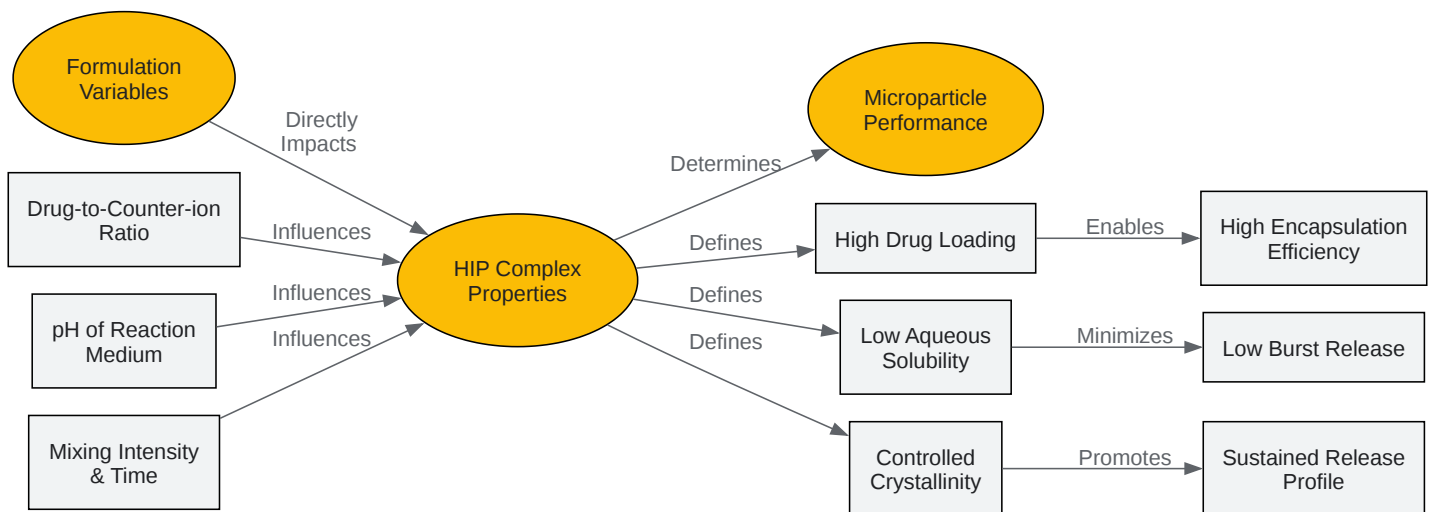 Formulation
Variables
Directly
Impacts
Drug-to-Counter-ion
Ratio
Influences
pH of Reaction
Medium
Influences
Mixing Intensity
& Time
Influences
HIP Complex
Properties
Determines
Microparticle
Performance
Defines
High Drug Loading
Enables
High Encapsulation
Efficiency
Defines
Low Aqueous
Solubility
Minimizes
Low Burst Release
Defines
Controlled
Crystallinity
Promotes
Sustained Release
Profile